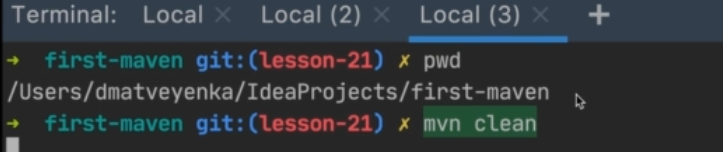 Terminal: Local × Local (2) × Local (3) × +
→ first-maven git:(lesson-21) ✗ pwd
/Users/dmatveyenka/IdeaProjects/first-maven
→ first-maven git:(lesson-21) ✗ mvn clean